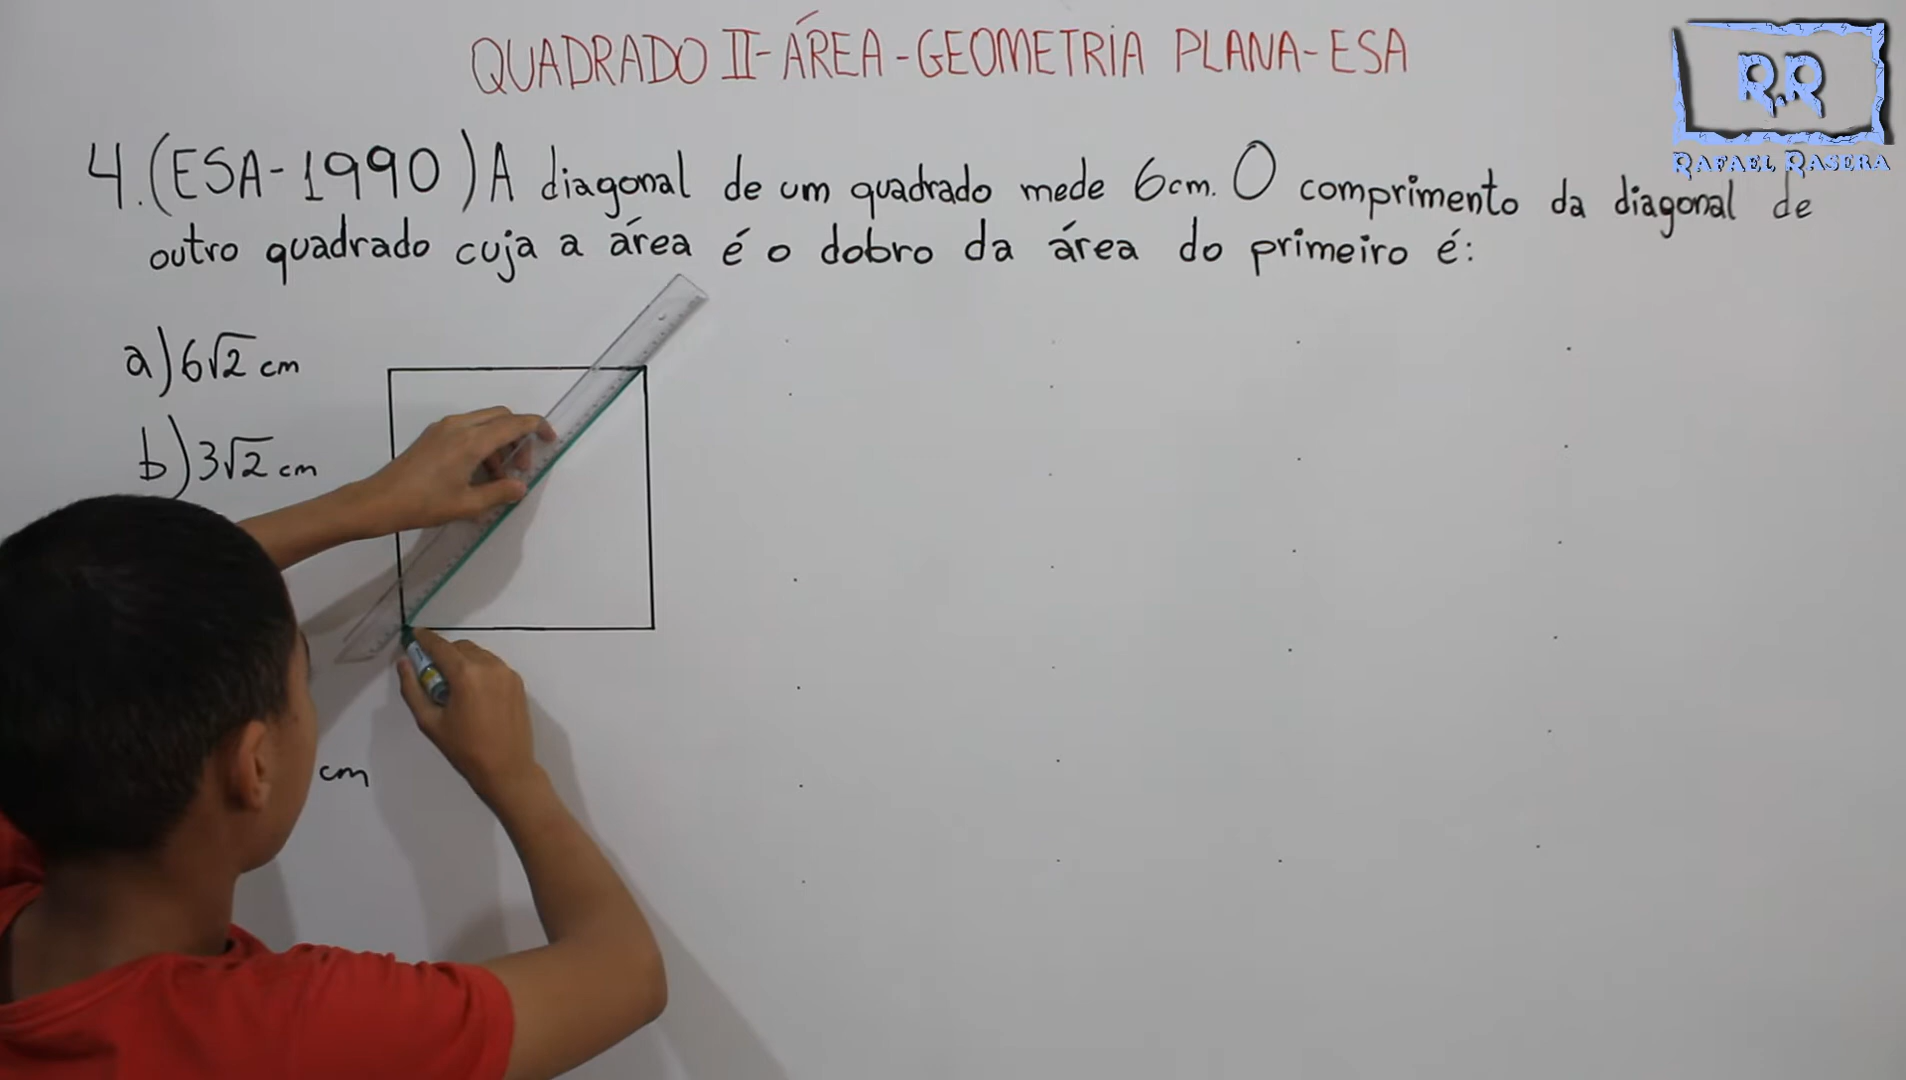 QUADRADO II-ÁREA-GEOMETRIA PLANA-ESA
R.R
RAFAEL RASERA
4.(ESA-1990) A diagonal de um quadrado mede 6cm. O comprimento da diagonal de
outro quadrado cuja a área é o dobro da área do primeiro é:
a) 6√2 cm
b) 3√2 cm
cm